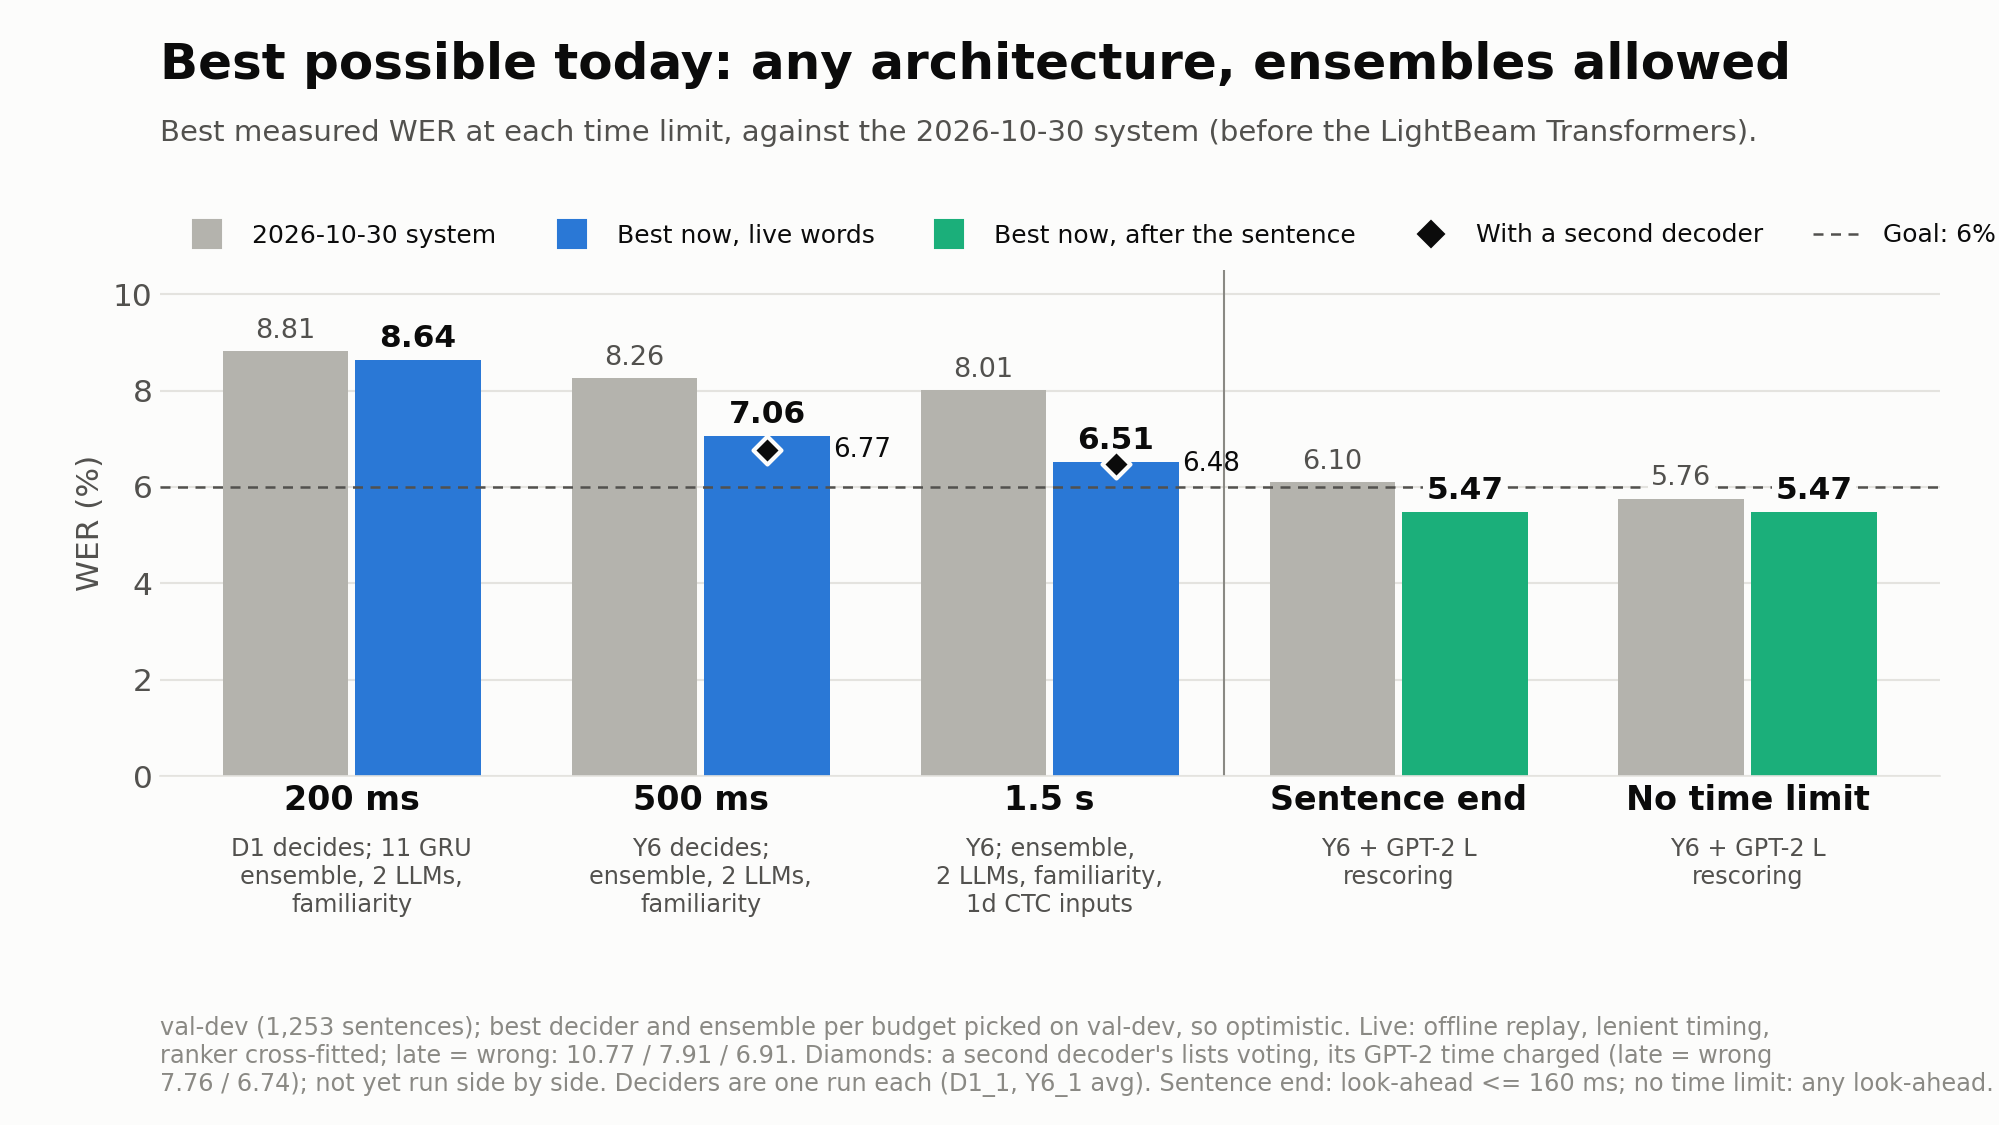 Best possible today: any architecture, ensembles allowed
Best measured WER at each time limit, against the 2026-10-30 system (before the LightBeam Transformers).
2026-10-30 system
Best now, live words
Best now, after the sentence
With a second decoder
Goal: 6%
WER (%)
10
8
6
4
2
0
8.81
8.64
8.26
7.06
6.77
8.01
6.51
6.48
6.10
5.47
5.76
5.47
200 ms
D1 decides; 11 GRU
ensemble, 2 LLMs,
familiarity
500 ms
Y6 decides;
ensemble, 2 LLMs,
familiarity
1.5 s
Y6; ensemble,
2 LLMs, familiarity,
1d CTC inputs
Sentence end
Y6 + GPT-2 L
rescoring
No time limit
Y6 + GPT-2 L
rescoring
val-dev (1,253 sentences); best decider and ensemble per budget picked on val-dev, so optimistic. Live: offline replay, lenient timing,
ranker cross-fitted; late = wrong: 10.77 / 7.91 / 6.91. Diamonds: a second decoder's lists voting, its GPT-2 time charged (late = wrong
7.76 / 6.74); not yet run side by side. Deciders are one run each (D1_1, Y6_1 avg). Sentence end: look-ahead <= 160 ms; no time limit: any look-ahead.